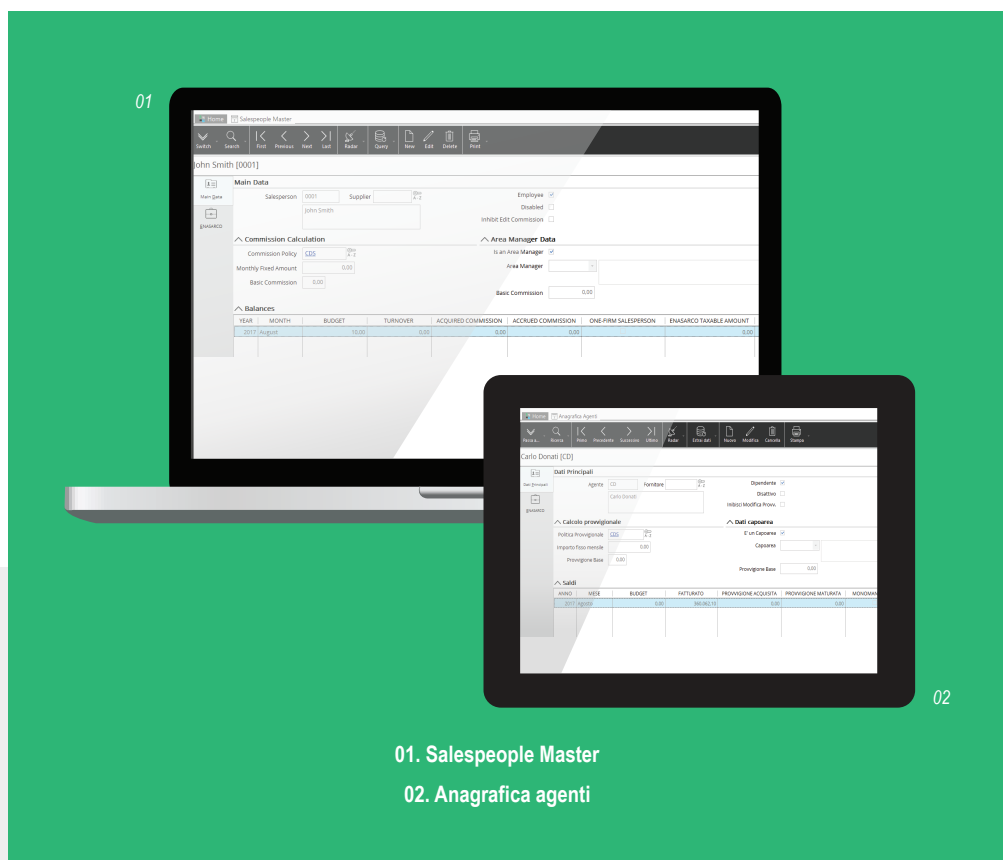 01
Home Salespeople Master
Switch Search First Previous Next Last Radar Query New Edit Delete Print
John Smith [0001]
Main Data
Main Data
ENASARCO
Salesperson 0001 Supplier Employee
John Smith Disabled
Inhibit Edit Commission
Commission Calculation Area Manager Data
Commission Policy CDS Is an Area Manager
Monthly Fixed Amount 0,00 Area Manager
Basic Commission 0,00
Basic Commission 0,00
Balances
YEAR MONTH BUDGET TURNOVER ACQUIRED COMMISSION ACCRUED COMMISSION ONE-FIRM SALESPERSON ENASARCO TAXABLE AMOUNT
2017 August 10,00 0,00 0,00 0,00 0,00
Home Anagrafica Agenti
Passa a... Ricerca Primo Precedente Successivo Ultimo Radar Estrai dati Nuovo Modifica Cancella Stampa
Carlo Donati [CD]
Dati Principali
Dati Principali
ENASARCO
Agente CD Fornitore Dipendente
Carlo Donati Disattivo
Inibisci Modifica Provv.
Calcolo provvigionale Dati capoarea
Politica Provvigionale CDS E' un Capoarea
Importo fisso mensile 0,00 Capoarea
Provvigione Base 0,00
Provvigione Base 0,00
Saldi
ANNO MESE BUDGET FATTURATO PROVVIGIONE ACQUISITA PROVVIGIONE MATURATA MONOMAN
2017 Agosto 0,00 360.002,10 0,00 0,00
02
01. Salespeople Master
02. Anagrafica agenti